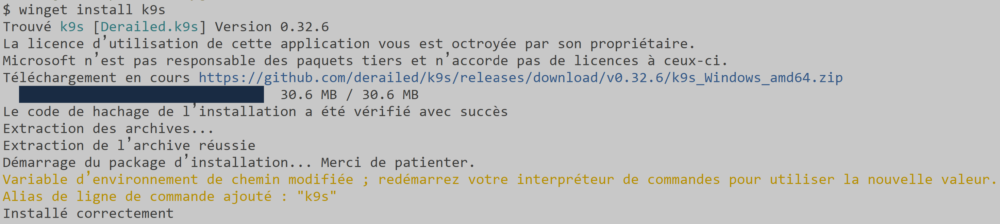 $ winget install k9s
Trouvé k9s [Derailed.k9s] Version 0.32.6
La licence d’utilisation de cette application vous est octroyée par son propriétaire.
Microsoft n’est pas responsable des paquets tiers et n’accorde pas de licences à ceux-ci.
Téléchargement en cours https://github.com/derailed/k9s/releases/download/v0.32.6/k9s_Windows_amd64.zip
30.6 MB / 30.6 MB
Le code de hachage de l’installation a été vérifié avec succès
Extraction des archives...
Extraction de l’archive réussie
Démarrage du package d’installation... Merci de patienter.
Variable d’environnement de chemin modifiée ; redémarrez votre interpréteur de commandes pour utiliser la nouvelle valeur.
Alias de ligne de commande ajouté : "k9s"
Installé correctement